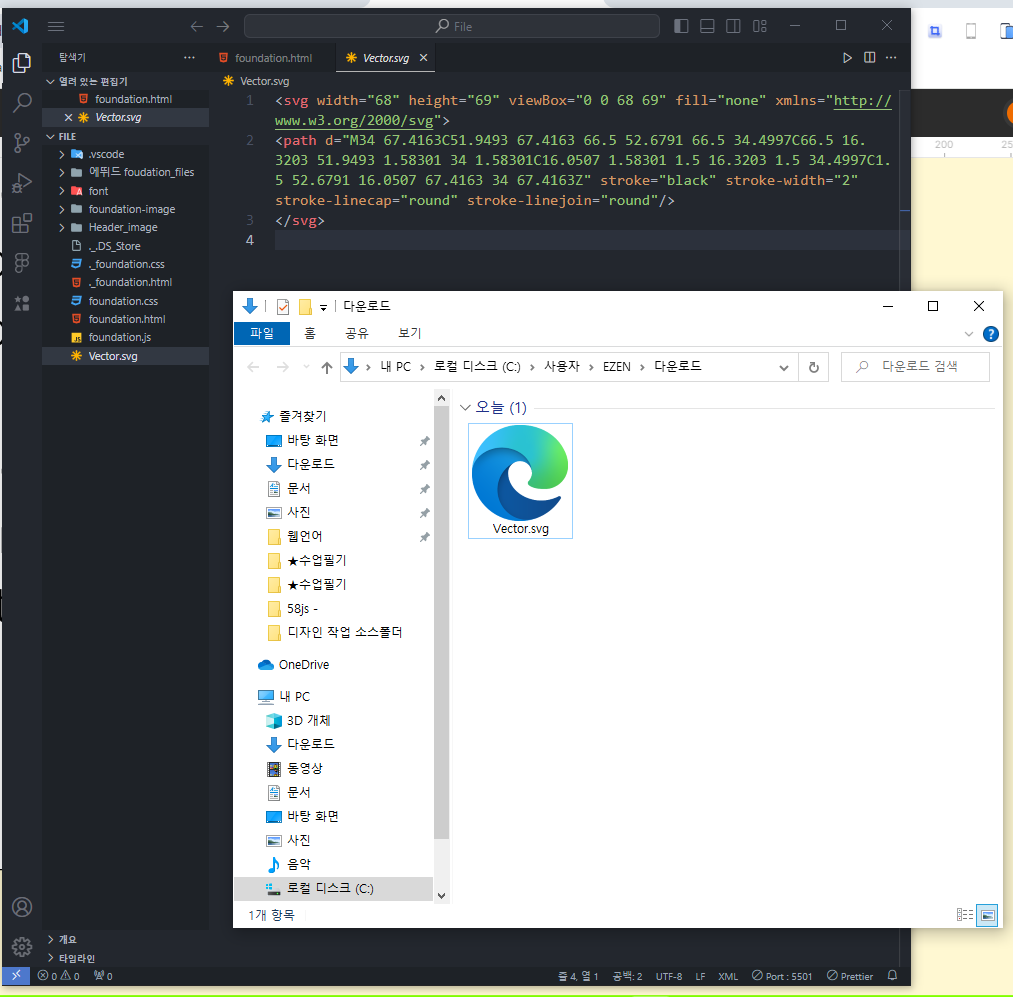 File
탐색기
foundation.html
Vector.svg
열려 있는 편집기
foundation.html
Vector.svg
FILE
.vscode
에뛰드 foudation_files
font
foundation-image
Header_image
._.DS_Store
._foundation.css
._foundation.html
foundation.css
foundation.html
foundation.js
Vector.svg
개요
타임라인
Vector.svg
1 <svg width="68" height="69" viewBox="0 0 68 69" fill="none" xmlns="http://
www.w3.org/2000/svg">
2 <path d="M34 67.4163C51.9493 67.4163 66.5 52.6791 66.5 34.4997C66.5 16.
3203 51.9493 1.58301 34 1.58301C16.0507 1.58301 1.5 16.3203 1.5 34.4997C1.
5 52.6791 16.0507 67.4163 34 67.4163Z" stroke="black" stroke-width="2"
stroke-linecap="round" stroke-linejoin="round"/>
3 </svg>
4
200
다운로드
파일 홈 공유 보기
내 PC 로컬 디스크 (C:) 사용자 EZEN 다운로드
다운로드 검색
즐겨찾기
바탕 화면
다운로드
문서
사진
웹언어
★수업필기
★수업필기
58js -
디자인 작업 소스폴더
OneDrive
내 PC
3D 개체
다운로드
동영상
문서
바탕 화면
사진
음악
로컬 디스크 (C:)
오늘 (1)
Vector.svg
1개 항목
0 0 0 줄 4, 열 1 공백: 2 UTF-8 LF XML Port : 5501 Prettier